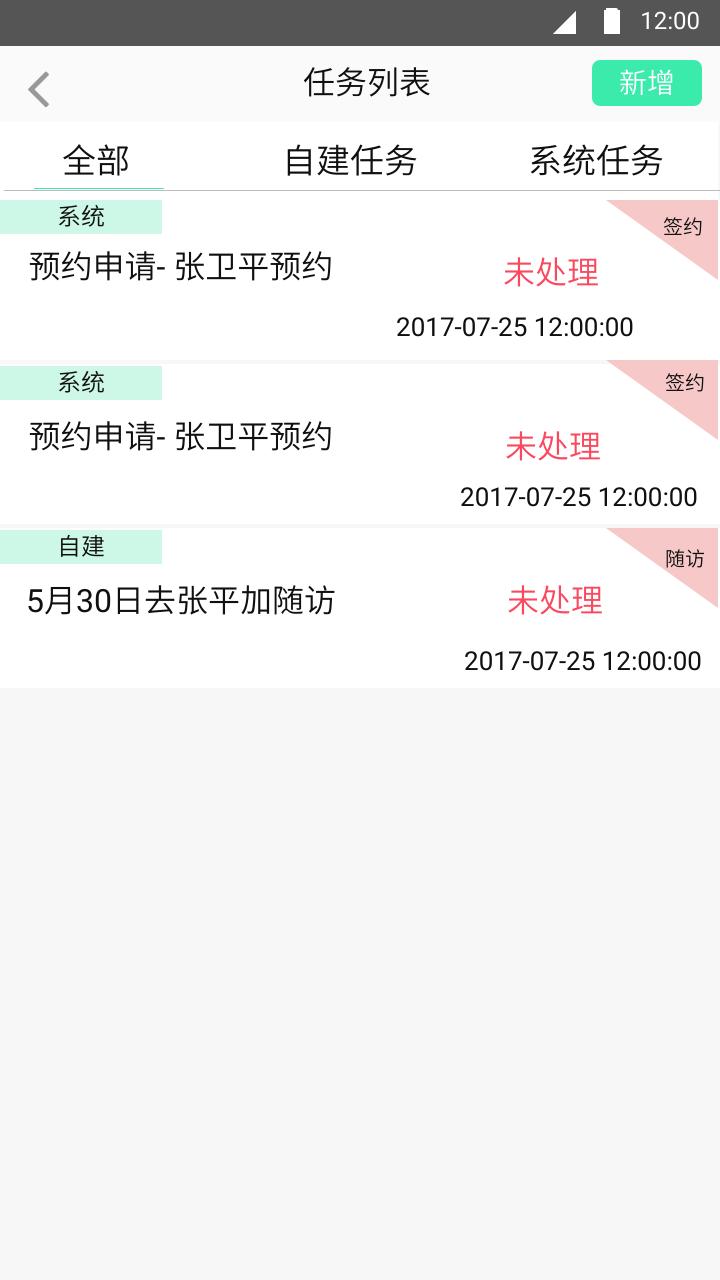 12:00
任务列表
新增
全部 自建任务 系统任务
系统
签约
预约申请- 张卫平预约
未处理
2017-07-25 12:00:00
系统
签约
预约申请- 张卫平预约
未处理
2017-07-25 12:00:00
自建
随访
5月30日去张平加随访
未处理
2017-07-25 12:00:00